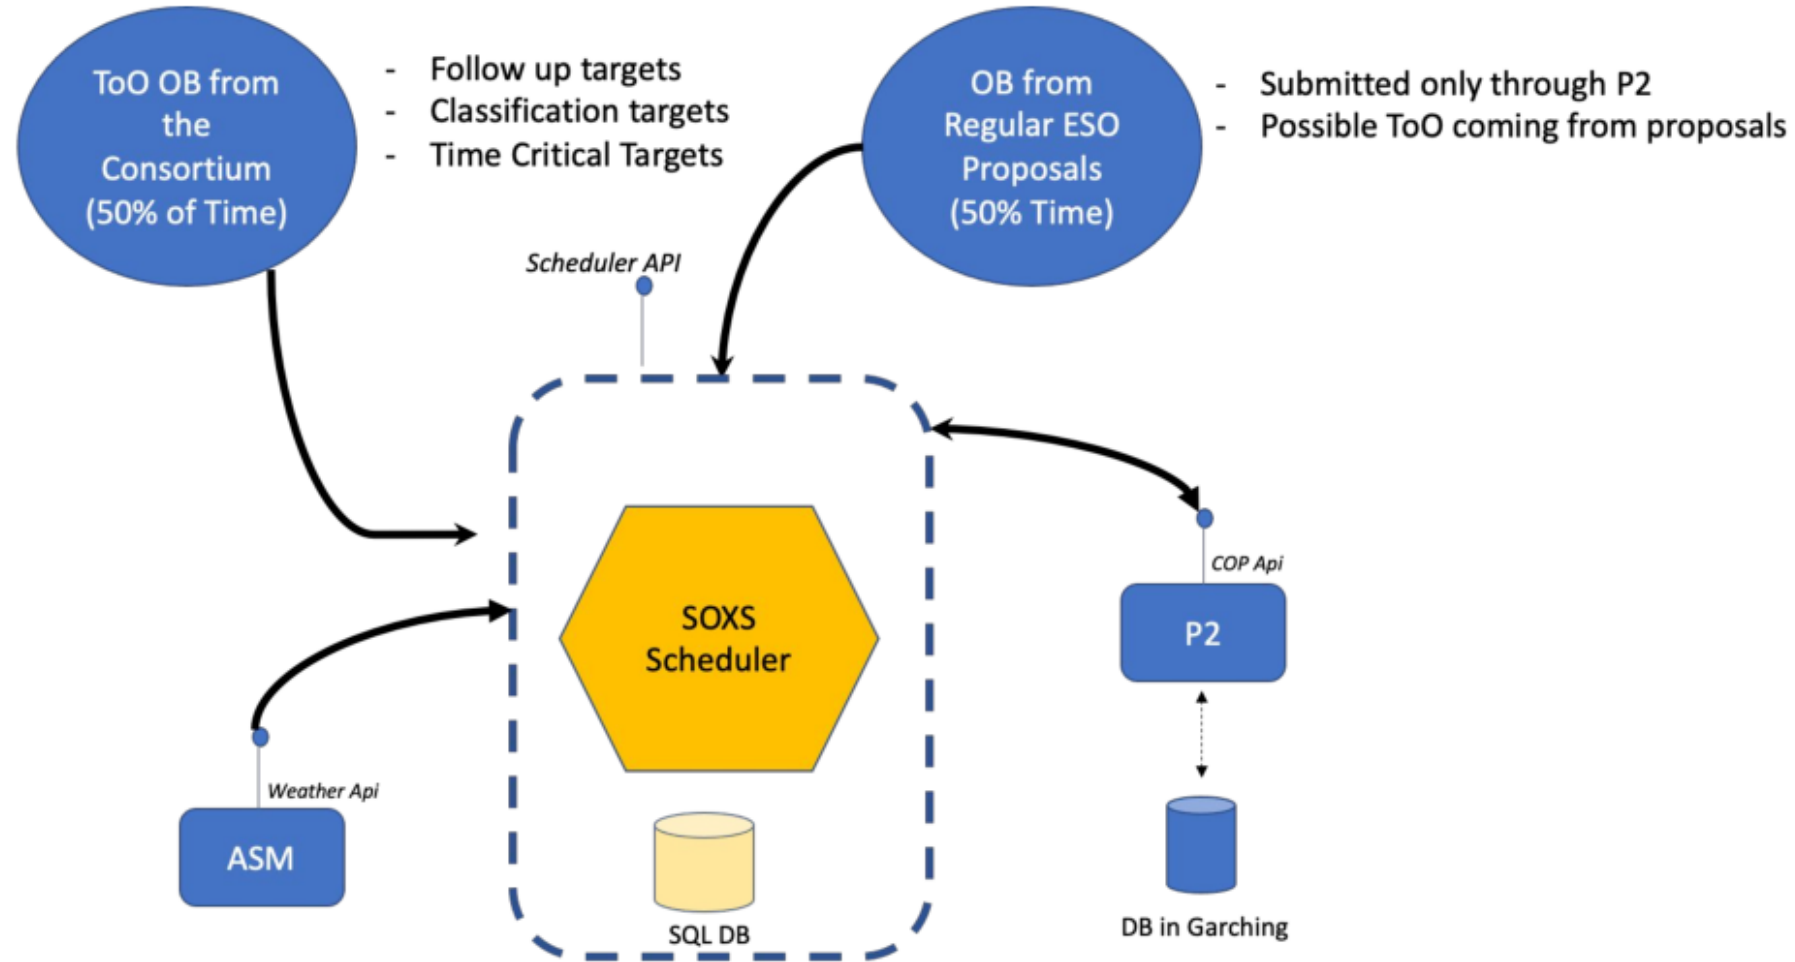 ToO OB from
the
Consortium
(50% of Time)
- Follow up targets
- Classification targets
- Time Critical Targets
OB from
Regular ESO
Proposals
(50% Time)
- Submitted only through P2
- Possible ToO coming from proposals
Scheduler API
COP Api
P2
SOXS
Scheduler
Weather Api
ASM
SQL DB
DB in Garching